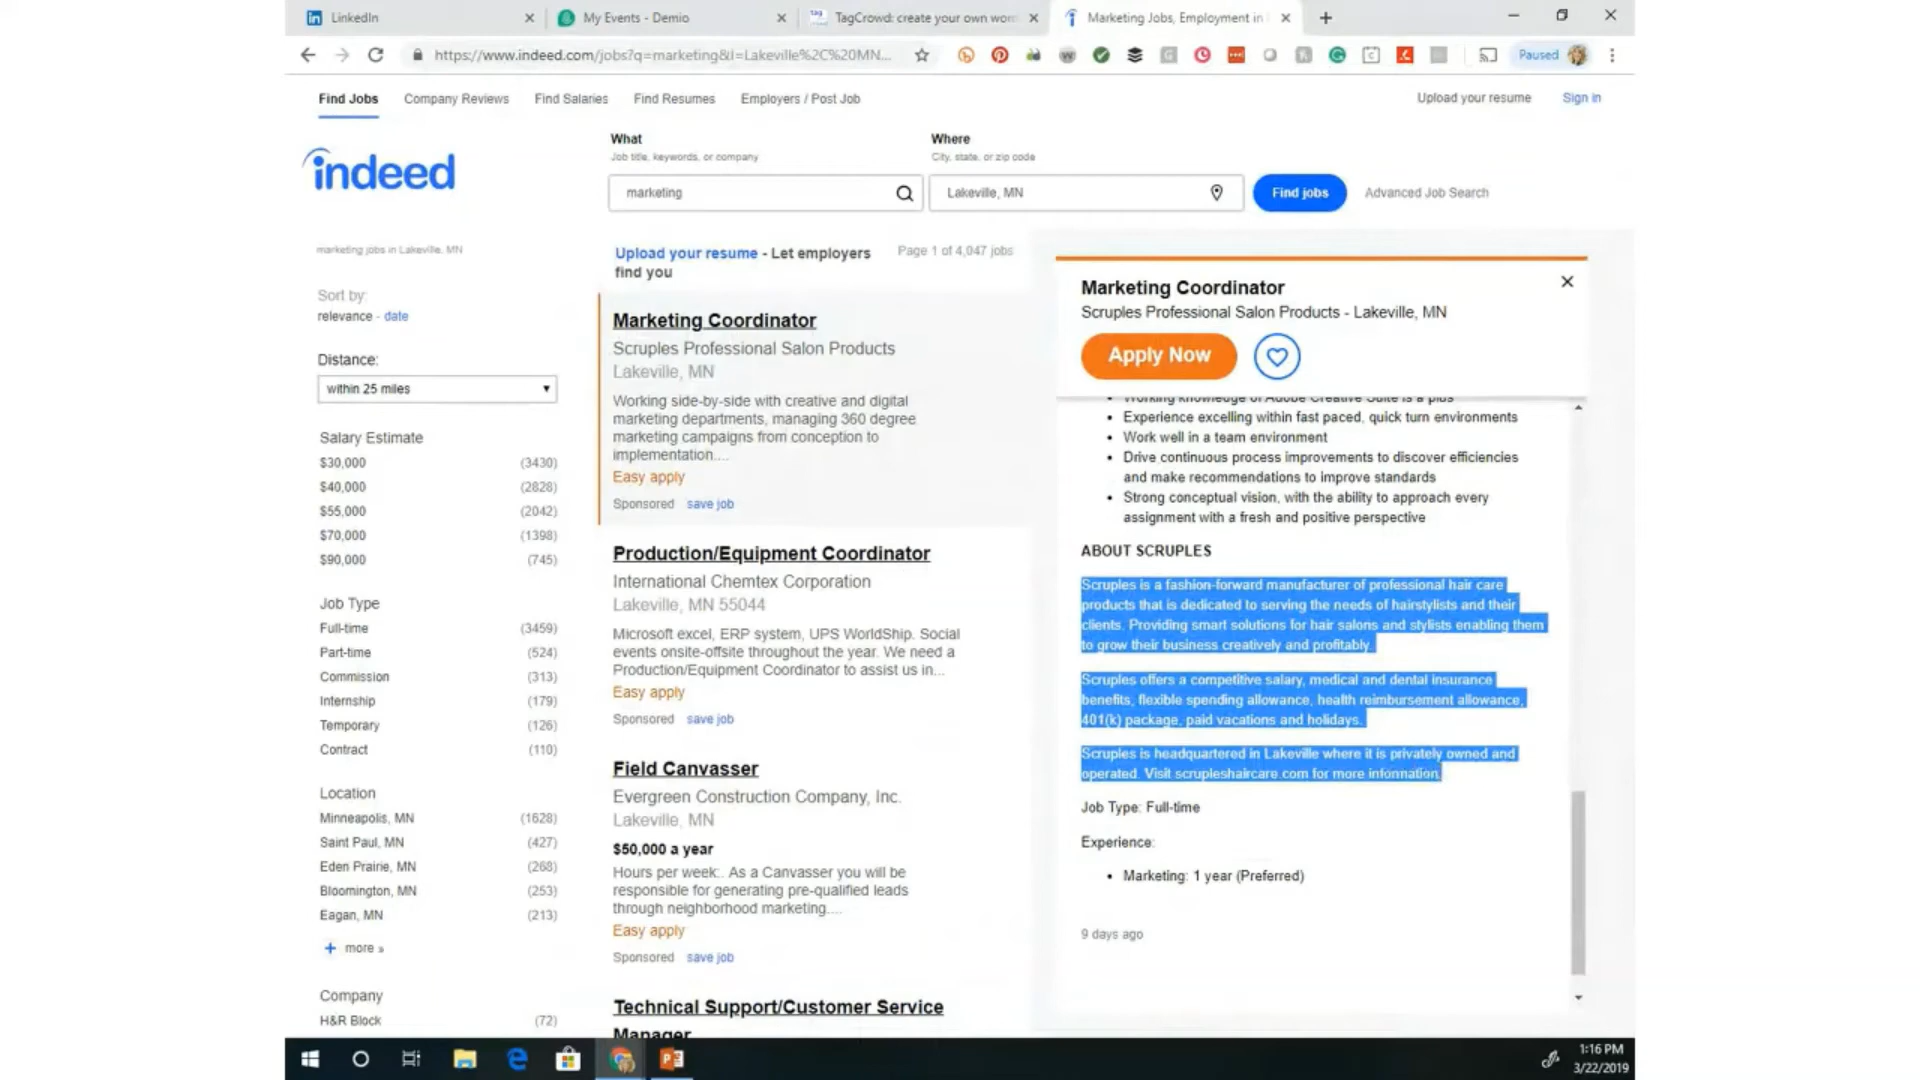 LinkedIn
My Events - Demio
TagCrowd: create your own wor
Marketing Jobs, Employment in
https://www.indeed.com/jobs?q=marketing&l=Lakeville%2C%20MN...
Paused
Find Jobs
Company Reviews
Find Salaries
Find Resumes
Employers / Post Job
Upload your resume
Sign in
indeed
What
Job title, keywords, or company
marketing
Where
City, state, or zip code
Lakeville, MN
Find jobs
Advanced Job Search
marketing jobs in Lakeville, MN
Sort by:
relevance - date
Distance:
within 25 miles
Salary Estimate
$30,000 (3430)
$40,000 (2828)
$55,000 (2042)
$70,000 (1398)
$90,000 (745)
Job Type
Full-time (3459)
Part-time (524)
Commission (313)
Internship (179)
Temporary (126)
Contract (110)
Location
Minneapolis, MN (1628)
Saint Paul, MN (427)
Eden Prairie, MN (268)
Bloomington, MN (253)
Eagan, MN (213)
+ more »
Company
H&R Block (72)
Upload your resume - Let employers
find you
Page 1 of 4,047 jobs
Marketing Coordinator
Scruples Professional Salon Products
Lakeville, MN
Working side-by-side with creative and digital
marketing departments, managing 360 degree
marketing campaigns from conception to
implementation....
Easy apply
Sponsored save job
Production/Equipment Coordinator
International Chemtex Corporation
Lakeville, MN 55044
Microsoft excel, ERP system, UPS WorldShip. Social
events onsite-offsite throughout the year. We need a
Production/Equipment Coordinator to assist us in...
Easy apply
Sponsored save job
Field Canvasser
Evergreen Construction Company, Inc.
Lakeville, MN
$50,000 a year
Hours per week:. As a Canvasser you will be
responsible for generating pre-qualified leads
through neighborhood marketing....
Easy apply
Sponsored save job
Technical Support/Customer Service
Manager
Marketing Coordinator
Scruples Professional Salon Products - Lakeville, MN
Apply Now
• Working knowledge of Adobe Creative Suite is a plus
• Experience excelling within fast paced, quick turn environments
• Work well in a team environment
• Drive continuous process improvements to discover efficiencies
and make recommendations to improve standards
• Strong conceptual vision, with the ability to approach every
assignment with a fresh and positive perspective
ABOUT SCRUPLES
Scruples is a fashion-forward manufacturer of professional hair care
products that is dedicated to serving the needs of hairstylists and their
clients. Providing smart solutions for hair salons and stylists enabling them
to grow their business creatively and profitably.
Scruples offers a competitive salary, medical and dental insurance
benefits, flexible spending allowance, health reimbursement allowance,
401(k) package, paid vacations and holidays.
Scruples is headquartered in Lakeville where it is privately owned and
operated. Visit scrupleshaircare.com for more information.
Job Type: Full-time
Experience:
• Marketing: 1 year (Preferred)
9 days ago
1:16 PM
3/22/2019